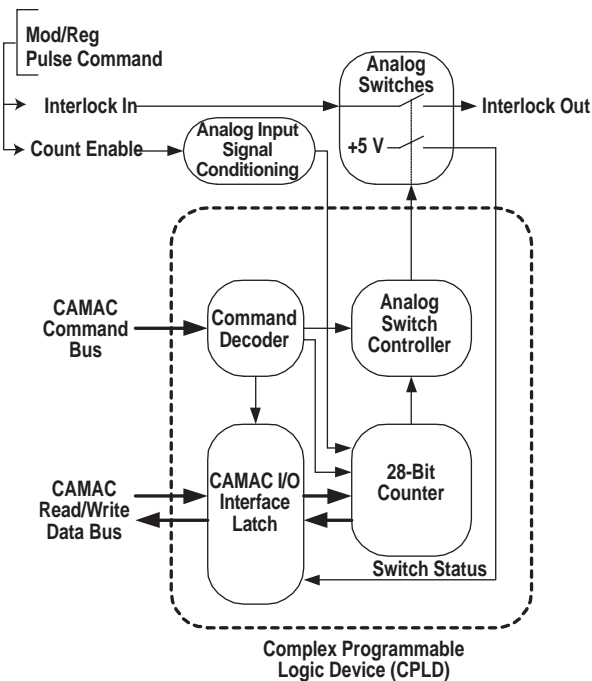 Mod/Reg
Pulse Command
Interlock In
Count Enable
Analog Input
Signal
Conditioning
Analog
Switches
+5 V
Interlock Out
CAMAC
Command
Bus
Command
Decoder
Analog
Switch
Controller
CAMAC
Read/Write
Data Bus
CAMAC I/O
Interface
Latch
28-Bit
Counter
Switch Status
Complex Programmable
Logic Device (CPLD)